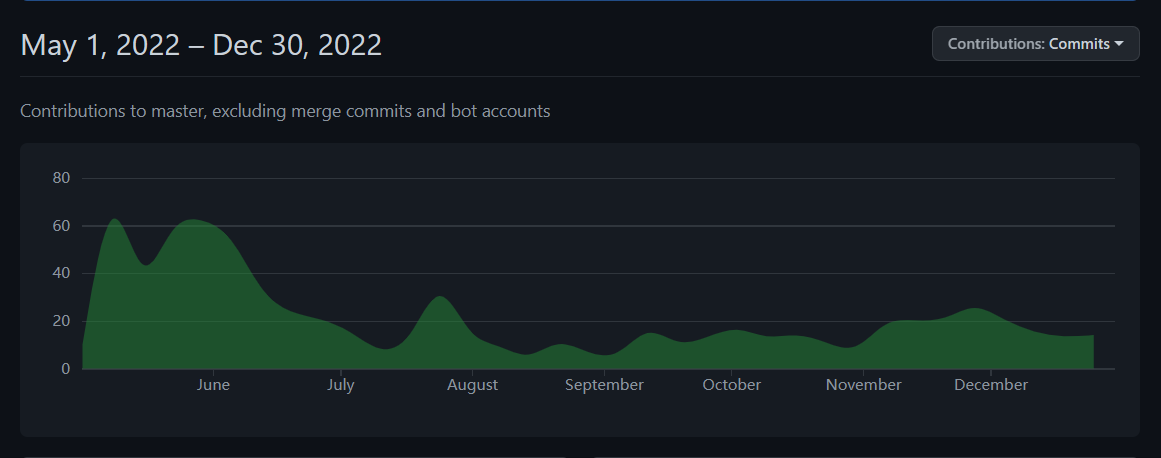 May 1, 2022 – Dec 30, 2022
Contributions: Commits
Contributions to master, excluding merge commits and bot accounts
80
60
40
20
0
June July August September October November December